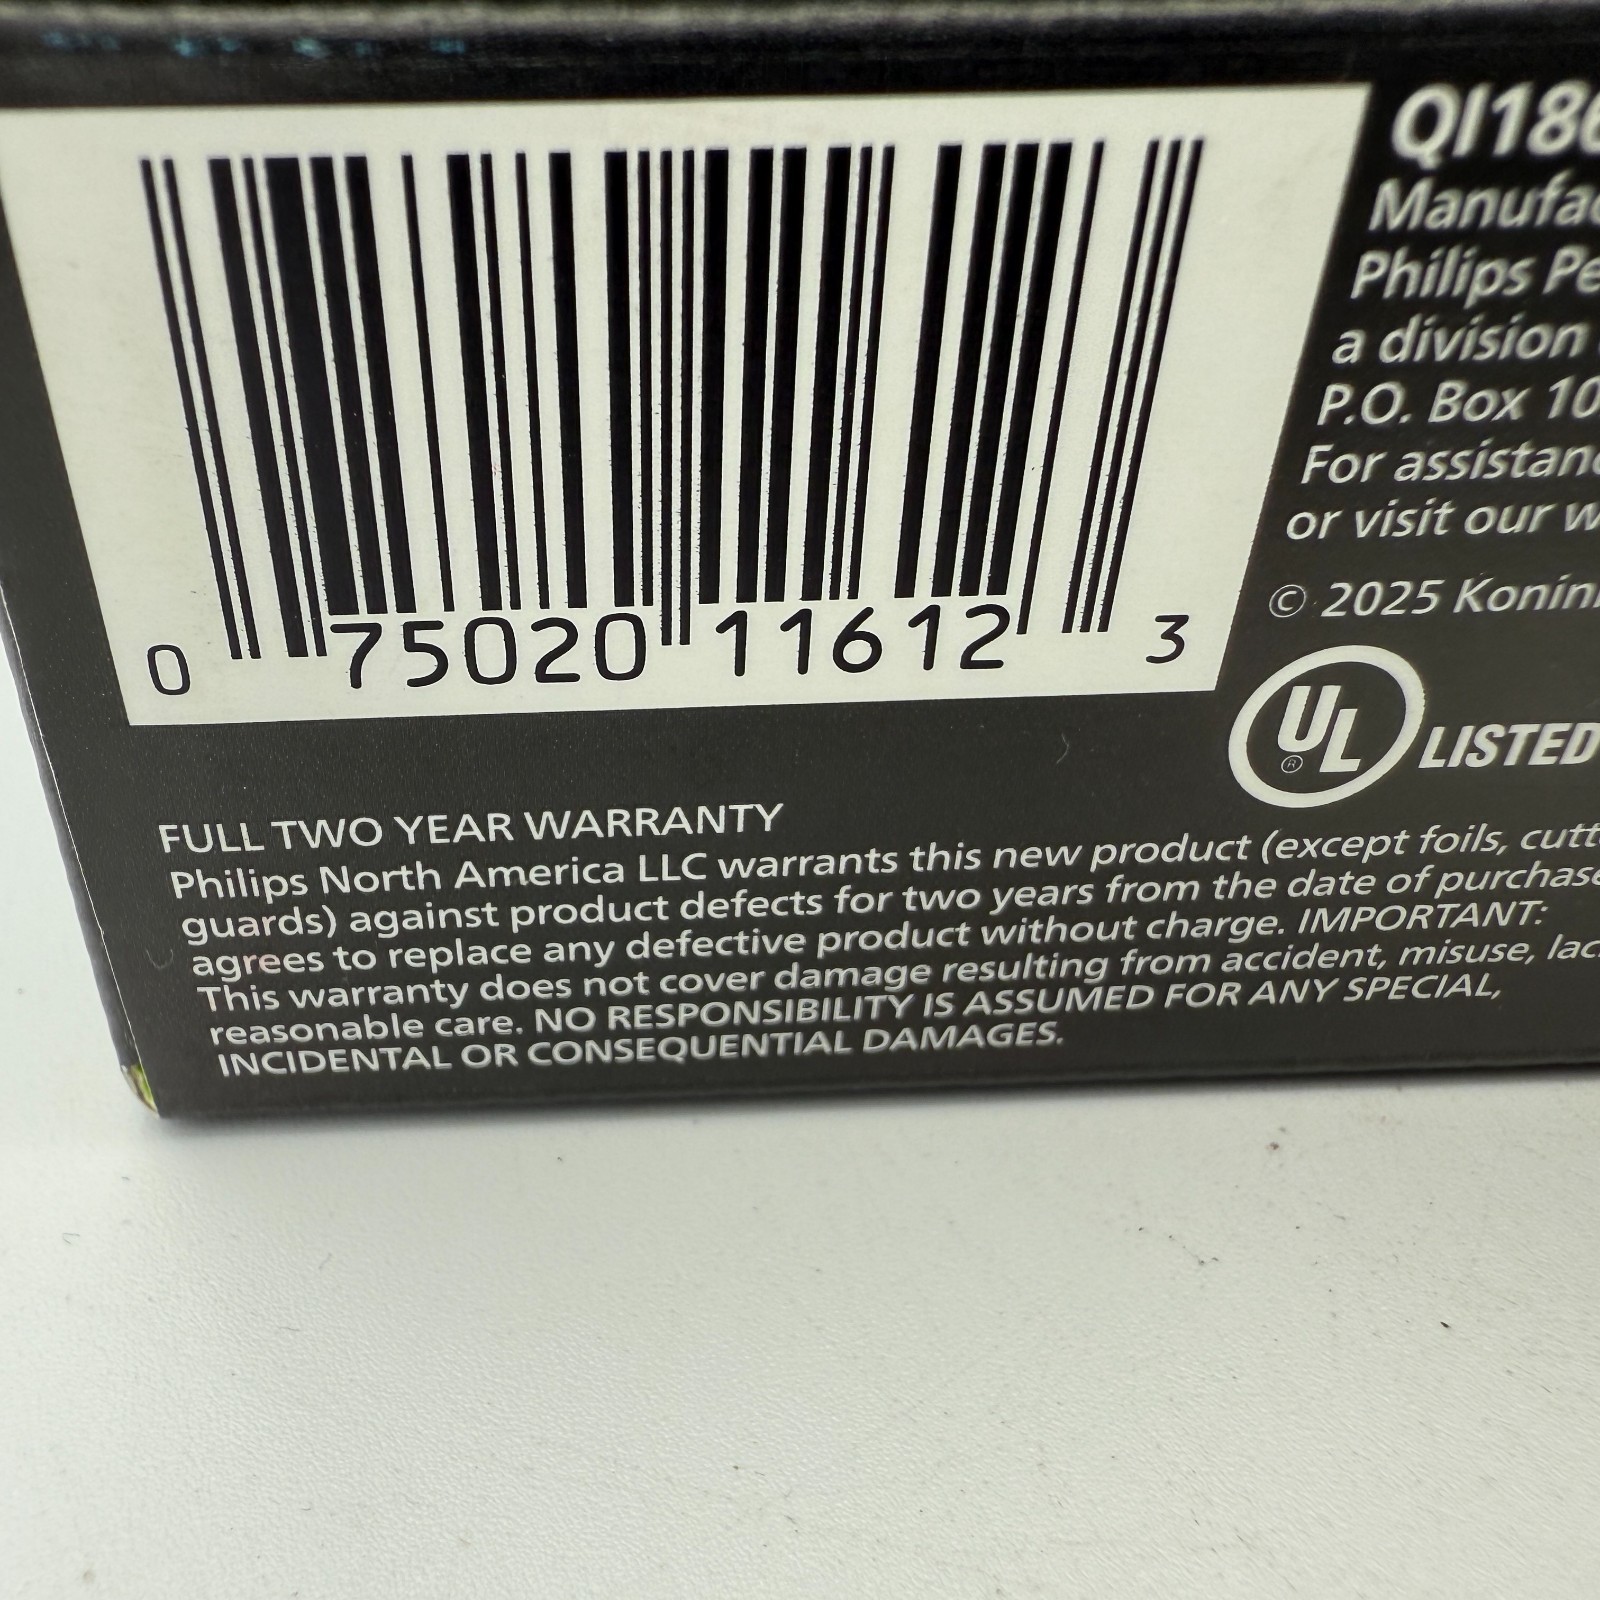 0 75020 11612 3
QI186
Manufac
Philips Pe
a division
P.O. Box 10
For assistanc
or visit our w
© 2025 Konin
UL ® LISTED
FULL TWO YEAR WARRANTY
Philips North America LLC warrants this new product (except foils, cutt
guards) against product defects for two years from the date of purchase
agrees to replace any defective product without charge. IMPORTANT:
This warranty does not cover damage resulting from accident, misuse, lac
reasonable care. NO RESPONSIBILITY IS ASSUMED FOR ANY SPECIAL,
INCIDENTAL OR CONSEQUENTIAL DAMAGES.